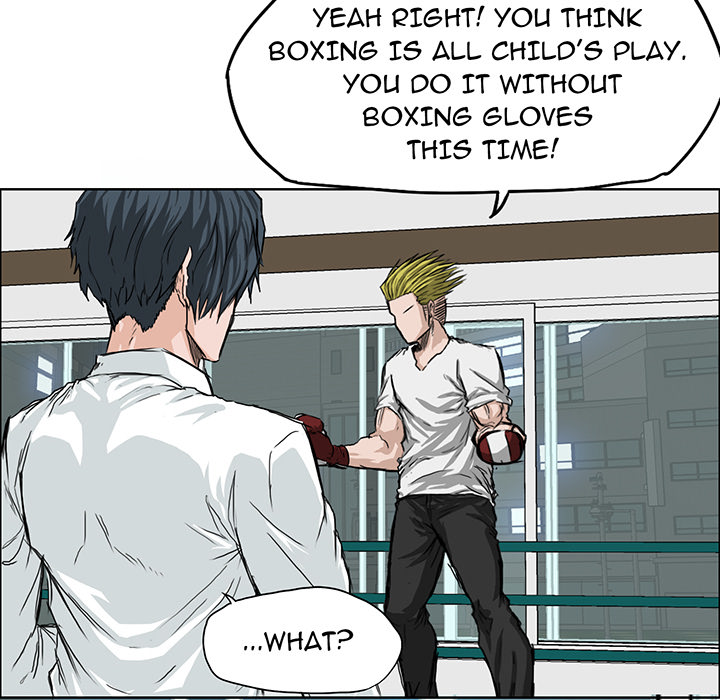 YEAH RIGHT! YOU THINK
BOXING IS ALL CHILD'S PLAY.
YOU DO IT WITHOUT
BOXING GLOVES
THIS TIME!
...WHAT?